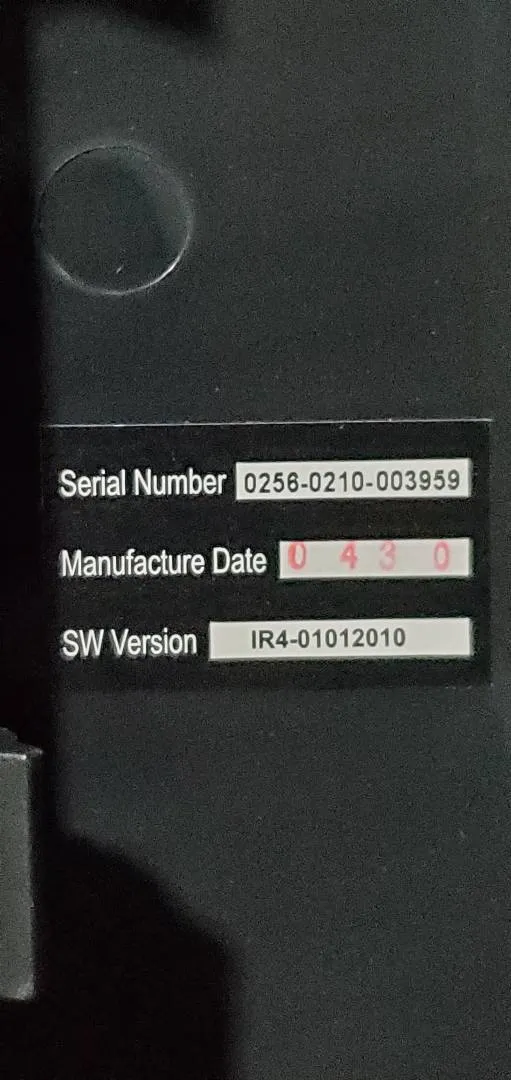 Serial Number 0256-0210-003959
Manufacture Date 0 4 3 0
SW Version IR4-01012010